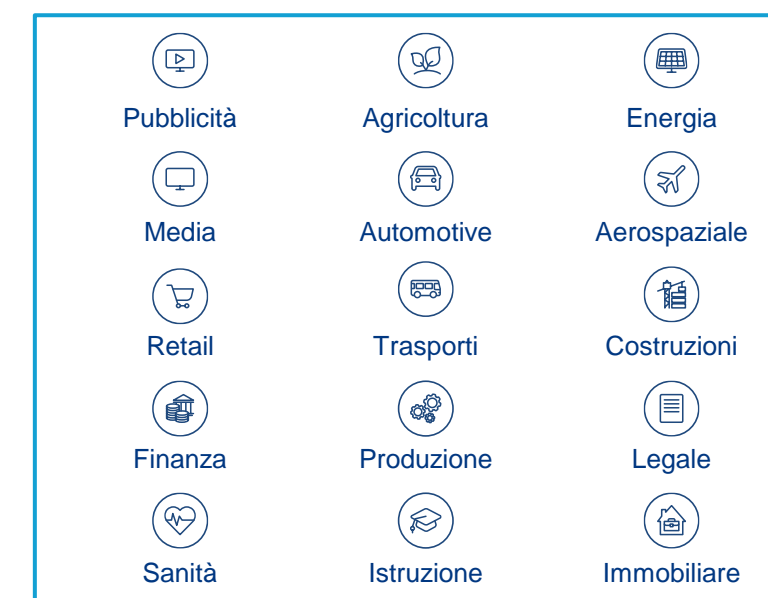 Pubblicità Agricoltura Energia
Media Automotive Aerospaziale
Retail Trasporti Costruzioni
Finanza Produzione Legale
Sanità Istruzione Immobiliare